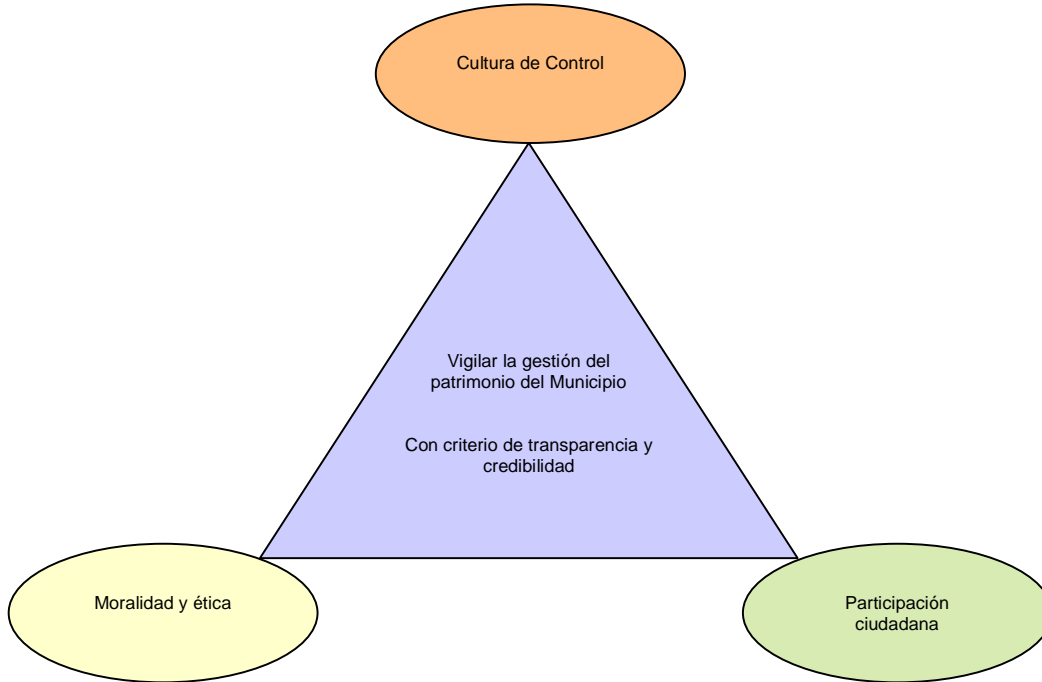 Cultura de Control
Vigilar la gestión del
patrimonio del Municipio
Con criterio de transparencia y
credibilidad
Moralidad y ética
Participación
ciudadana